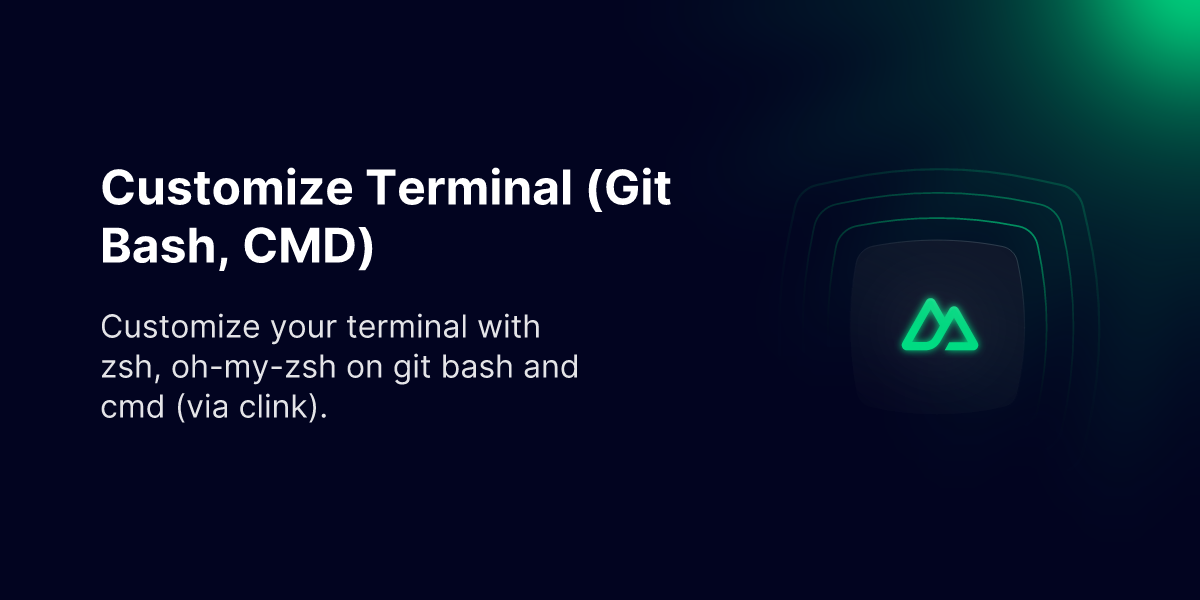 Customize Terminal (Git
Bash, CMD)
Customize your terminal with
zsh, oh-my-zsh on git bash and
cmd (via clink).